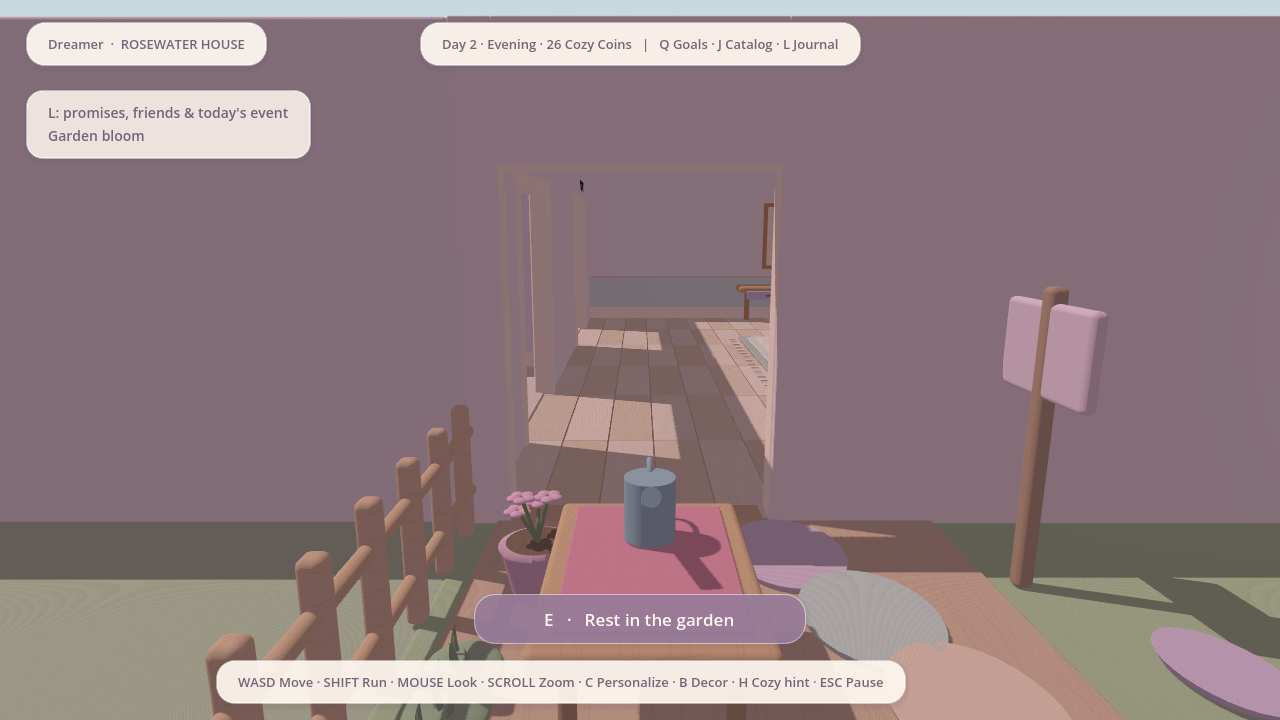 Dreamer · ROSEWATER HOUSE
Day 2 · Evening · 26 Cozy Coins | Q Goals · J Catalog · L Journal
L: promises, friends & today's event
Garden bloom
E · Rest in the garden
WASD Move · SHIFT Run · MOUSE Look · SCROLL Zoom · C Personalize · B Decor · H Cozy hint · ESC Pause